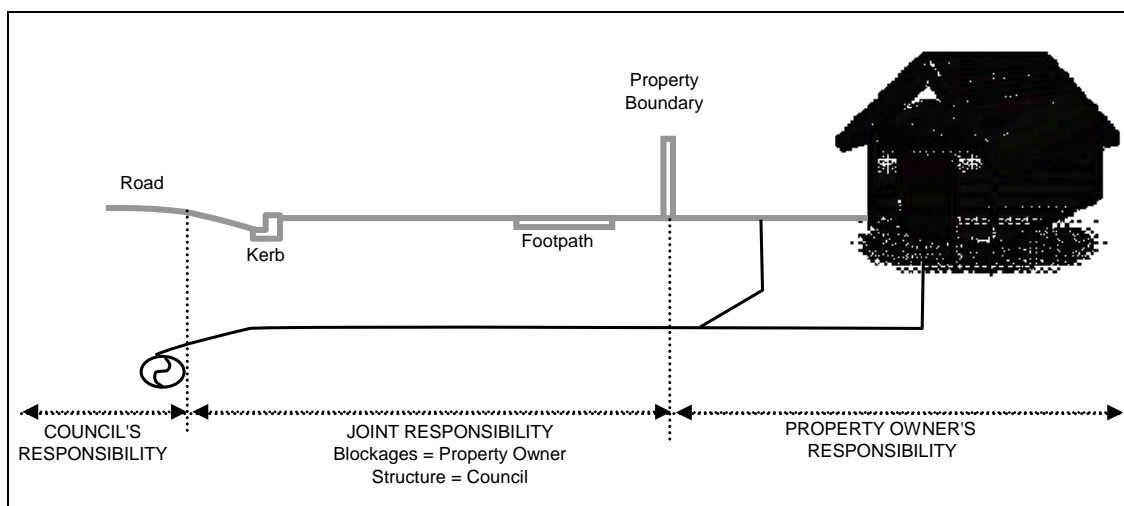 Property
Boundary
Road
Kerb
Footpath
COUNCIL'S
RESPONSIBILITY
JOINT RESPONSIBILITY
Blockages = Property Owner
Structure = Council
PROPERTY OWNER'S
RESPONSIBILITY